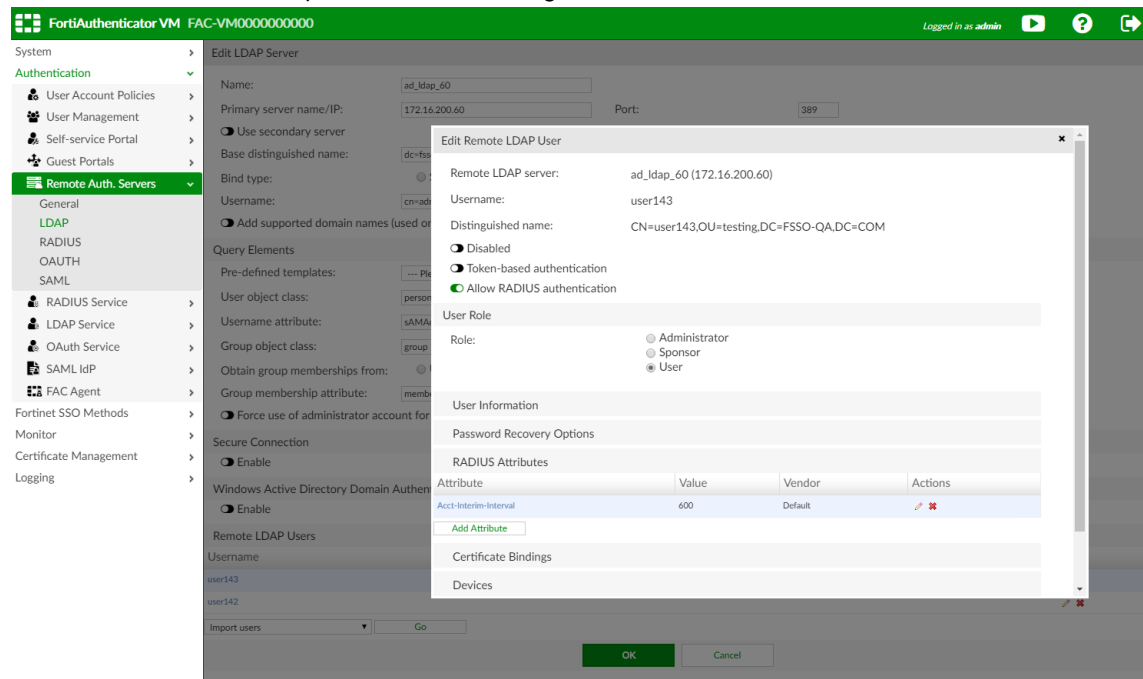 FortiAuthenticator VM FAC-VM0000000000
Logged in as admin
System
Authentication
User Account Policies
User Management
Self-service Portal
Guest Portals
Remote Auth. Servers
General
LDAP
RADIUS
OAUTH
SAML
RADIUS Service
LDAP Service
OAuth Service
SAML IdP
FAC Agent
Fortinet SSO Methods
Monitor
Certificate Management
Logging
Edit LDAP Server
Name: ad_ldap_60
Primary server name/IP: 172.16.200.60 Port: 389
Use secondary server
Base distinguished name:
Bind type:
Username:
Add supported domain names
Query Elements
Pre-defined templates:
User object class: person
Username attribute:
Group object class: group
Obtain group memberships from:
Group membership attribute:
Force use of administrator account for
Secure Connection
Enable
Windows Active Directory Domain
Enable
Remote LDAP Users
Username
user143
user142
Import users Go
OK Cancel
Edit Remote LDAP User
Remote LDAP server: ad_ldap_60 (172.16.200.60)
Username: user143
Distinguished name: CN=user143,OU=testing,DC=FSSO-QA,DC=COM
Disabled
Token-based authentication
Allow RADIUS authentication
User Role
Role: Administrator
Sponsor
User
User Information
Password Recovery Options
RADIUS Attributes
Attribute Value Vendor Actions
Acct-Interim-Interval 600 Default
Add Attribute
Certificate Bindings
Devices